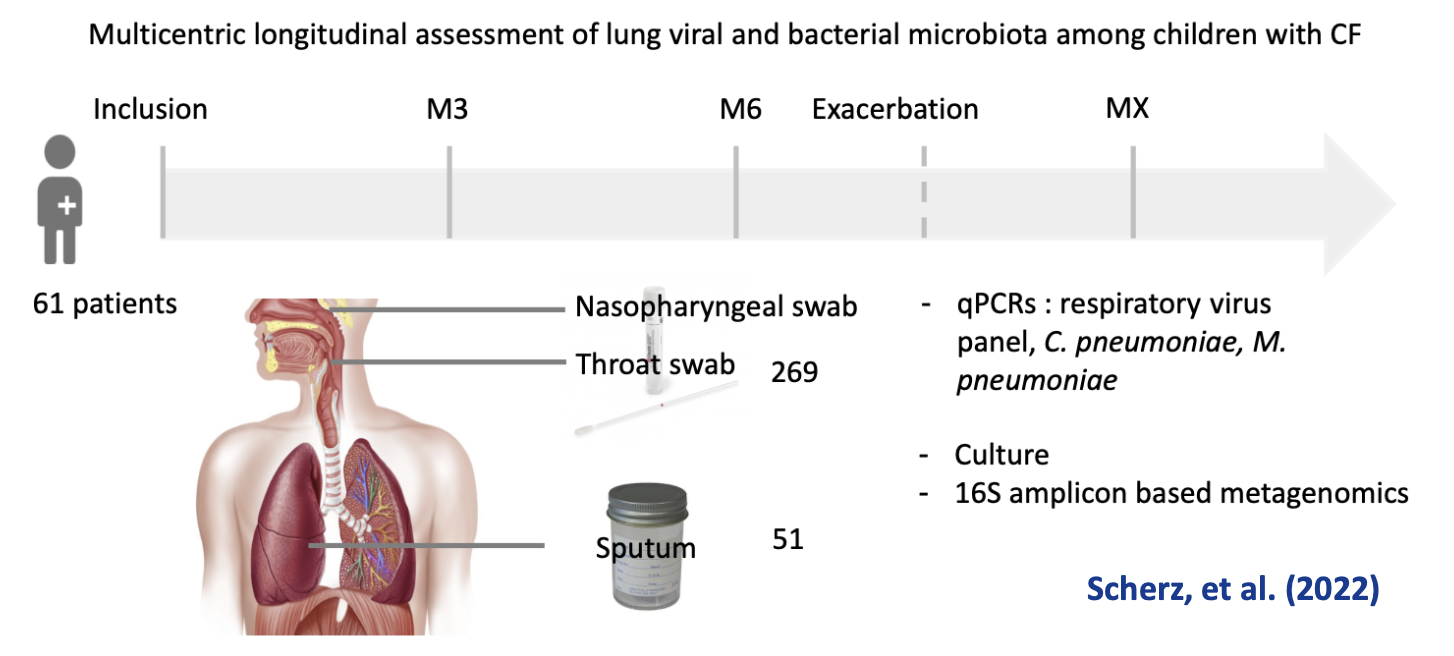 Multicentric longitudinal assessment of lung viral and bacterial microbiota among children with CF
Inclusion
M3
M6
Exacerbation
MX
61 patients
Nasopharyngeal swab
Throat swab
269
Sputum
51
- qPCRs : respiratory virus
panel, C. pneumoniae, M.
pneumoniae
- Culture
- 16S amplicon based metagenomics
Scherz, et al. (2022)